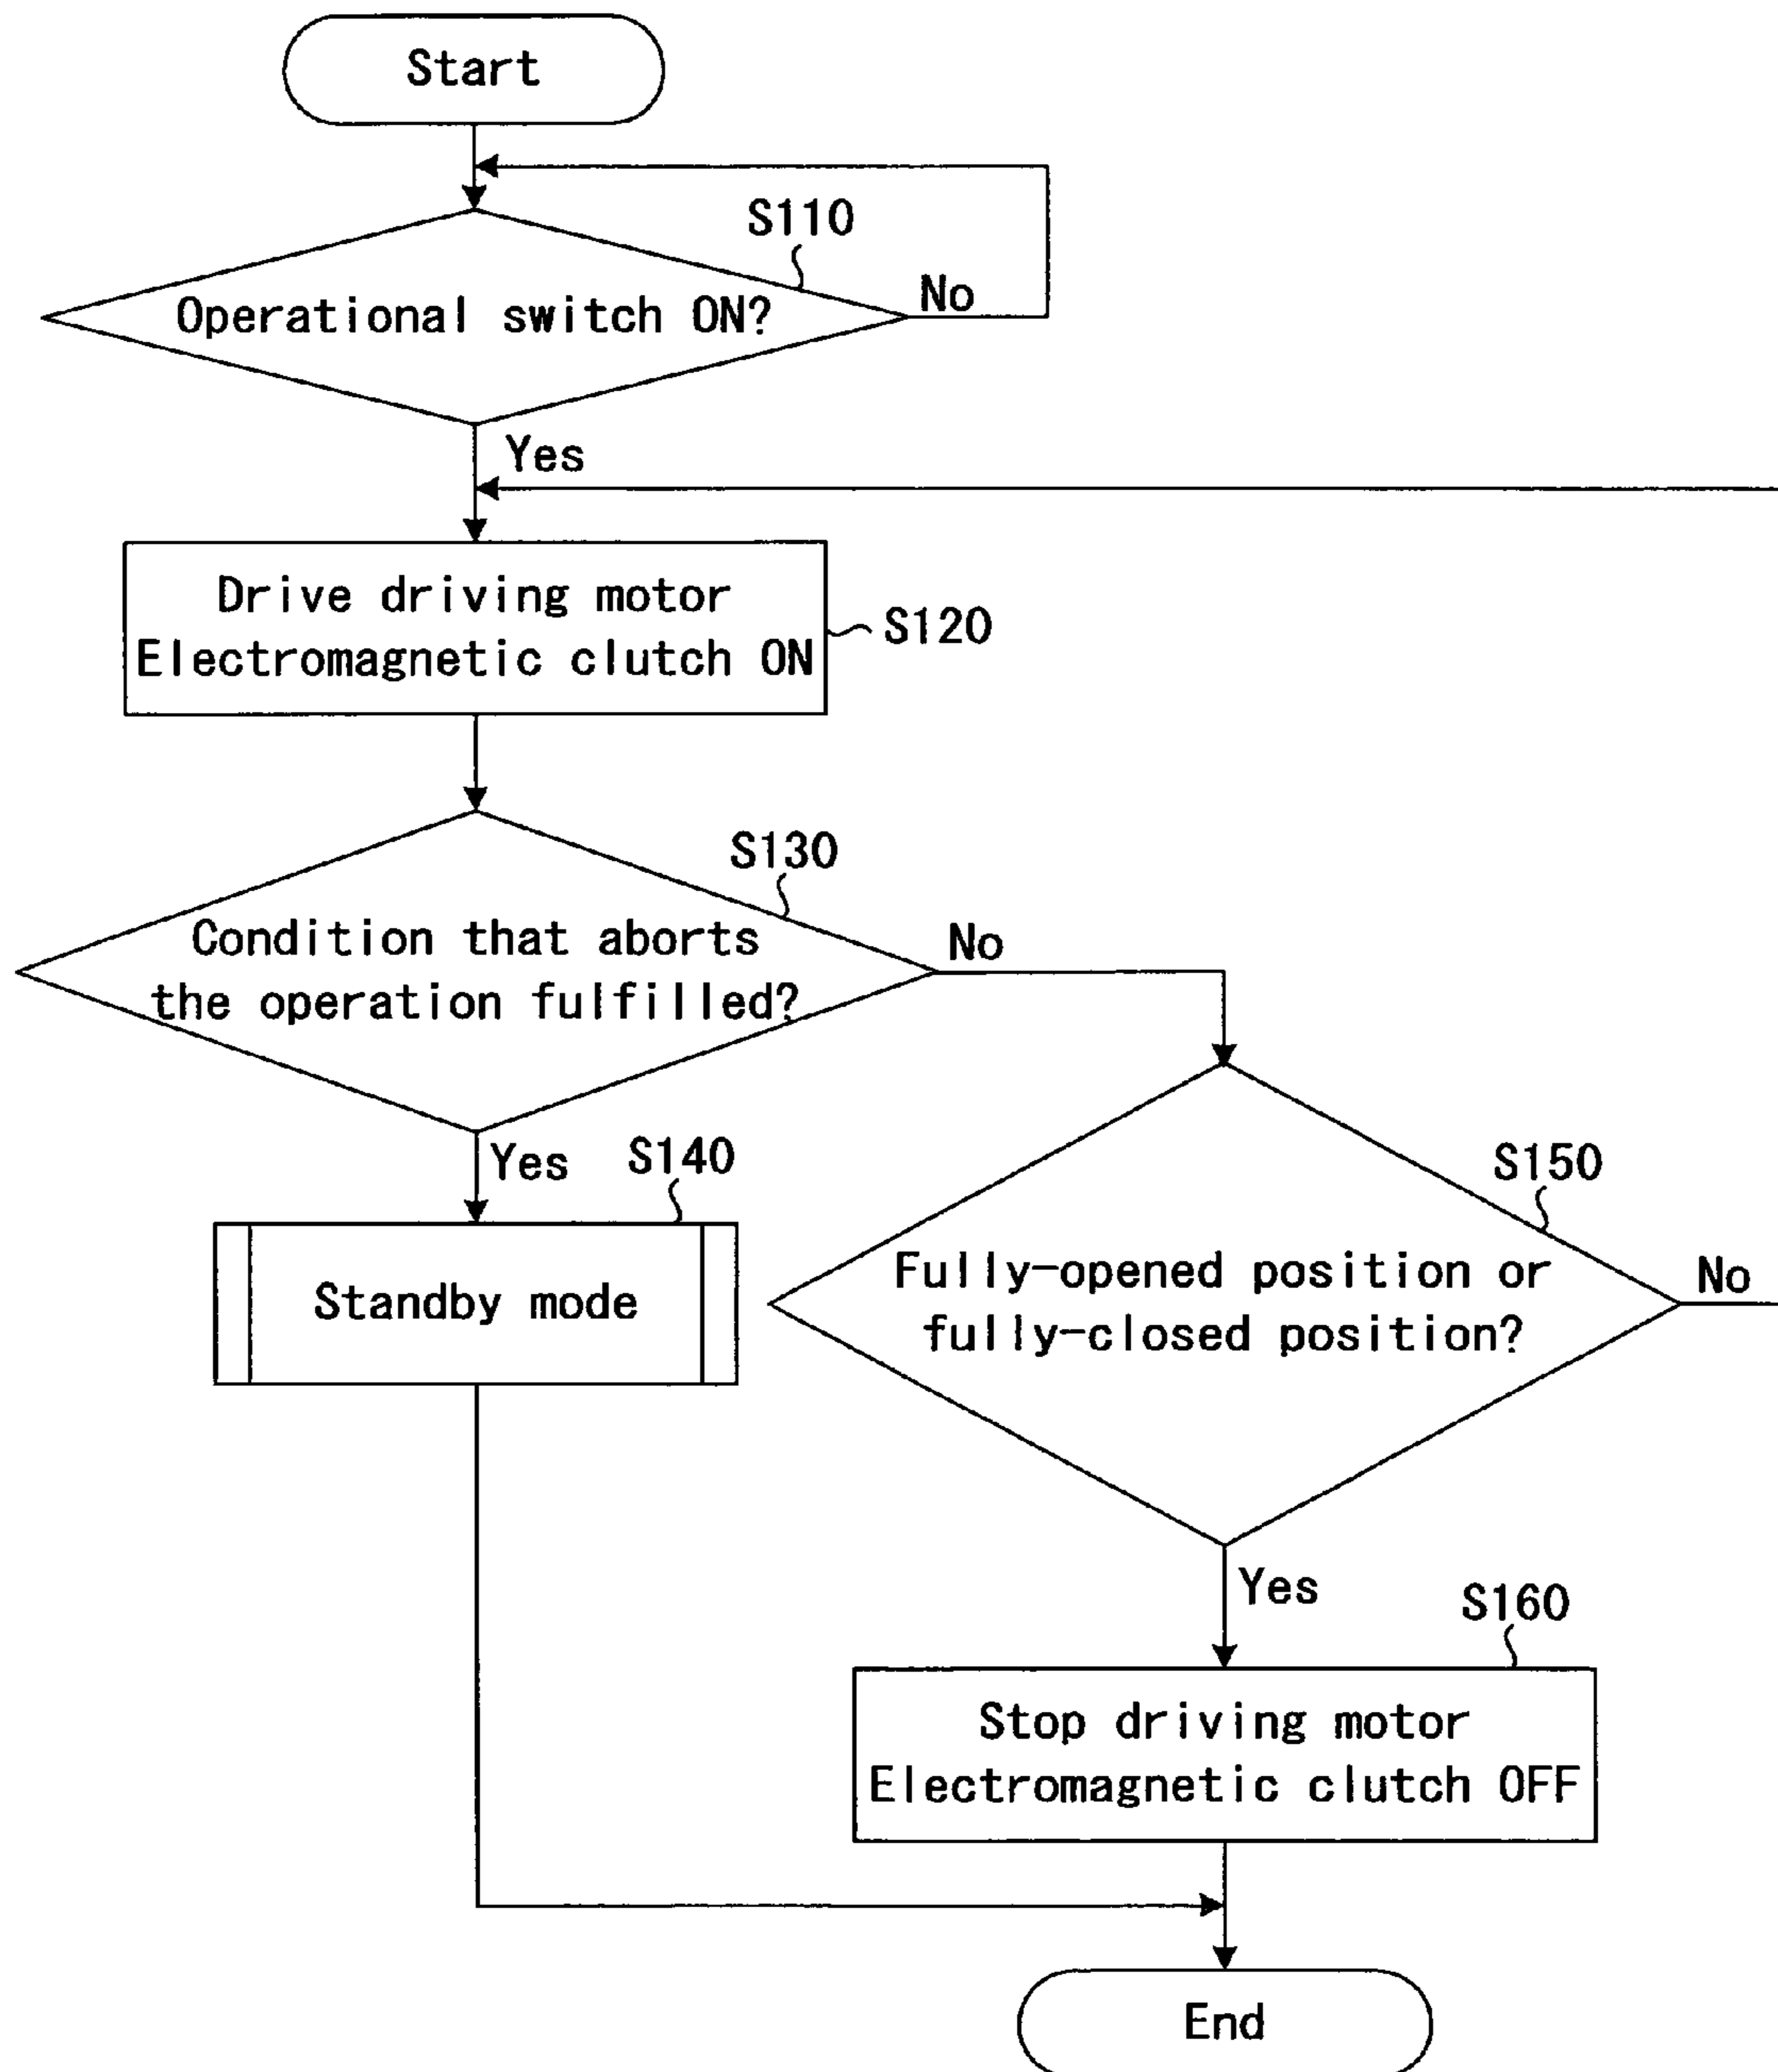 Start
S110
Operational switch ON?
No
Yes
Drive driving motor
Electromagnetic clutch ON
S120
S130
Condition that aborts
the operation fulfilled?
No
Yes
S140
Standby mode
S150
Fully-opened position or
fully-closed position?
No
Yes
S160
Stop driving motor
Electromagnetic clutch OFF
End